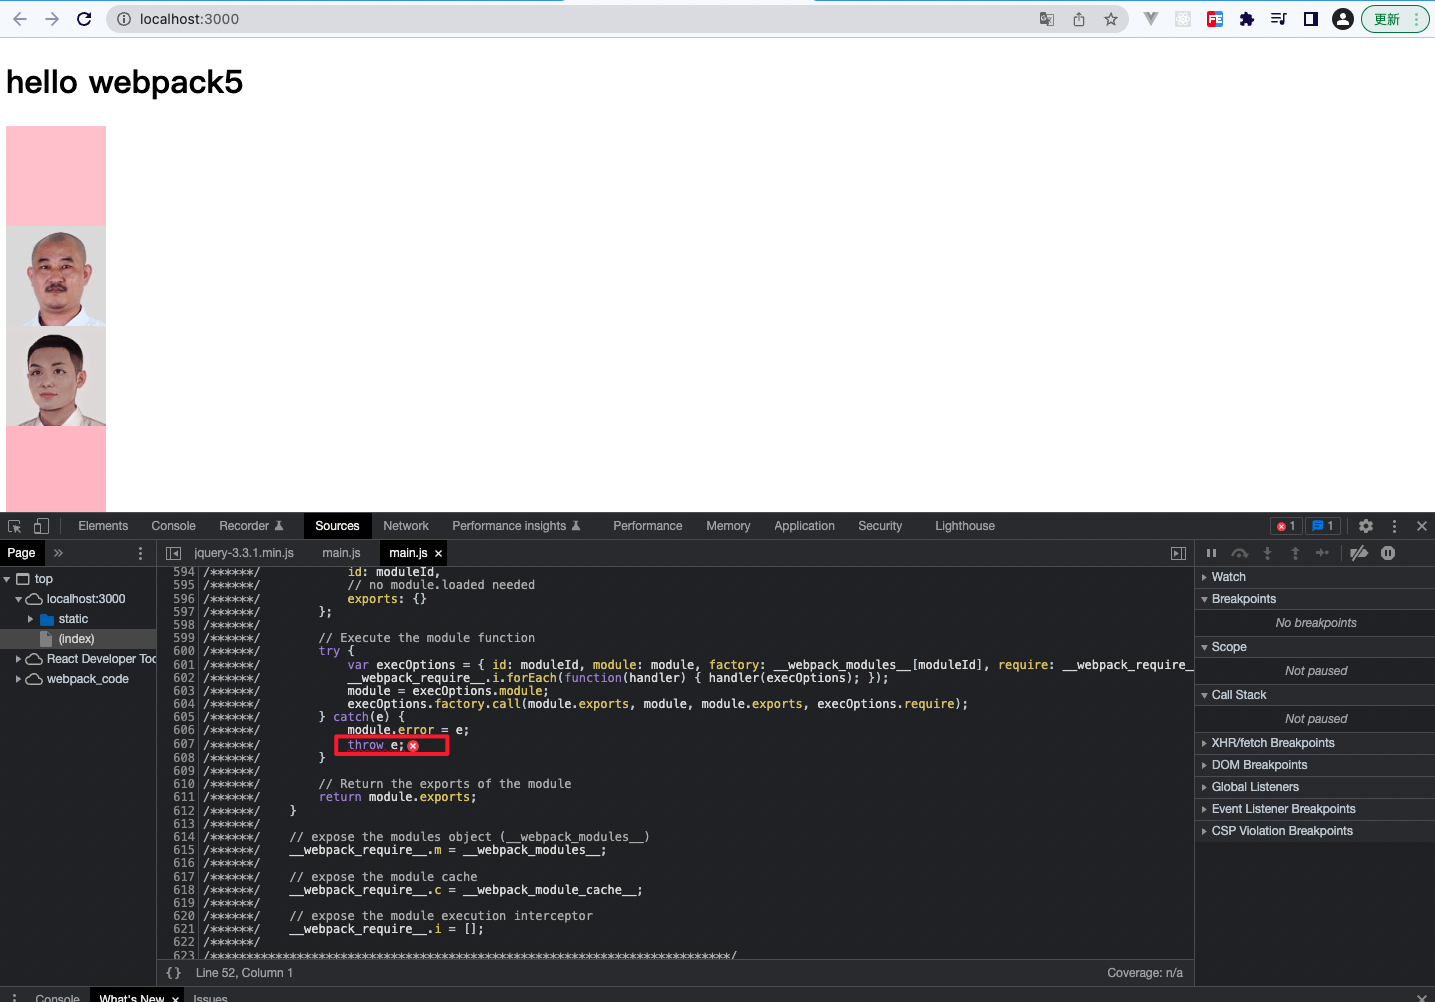 localhost:3000
更新
hello webpack5
Elements Console Recorder Sources Network Performance insights Performance Memory Application Security Lighthouse 1 1
Page
jquery-3.3.1.min.js main.js main.js
top
localhost:3000
static
(index)
React Developer Too
webpack_code
594 /******/ id: moduleId,
595 /******/ // no module.loaded needed
596 /******/ exports: {}
597 /******/ };
598 /******/
599 /******/ // Execute the module function
600 /******/ try {
601 /******/ var execOptions = { id: moduleId, module: module, factory: __webpack_modules__[moduleId], require: __webpack_require__
602 /******/ __webpack_require__.i.forEach(function(handler) { handler(execOptions); });
603 /******/ module = execOptions.module;
604 /******/ execOptions.factory.call(module.exports, module, module.exports, execOptions.require);
605 /******/ } catch(e) {
606 /******/ module.error = e;
607 /******/ throw e;
608 /******/ }
609 /******/
610 /******/ // Return the exports of the module
611 /******/ return module.exports;
612 /******/ }
613 /******/
614 /******/ // expose the modules object (__webpack_modules__)
615 /******/ __webpack_require__.m = __webpack_modules__;
616 /******/
617 /******/ // expose the module cache
618 /******/ __webpack_require__.c = __webpack_module_cache__;
619 /******/
620 /******/ // expose the module execution interceptor
621 /******/ __webpack_require__.i = [];
622 /******/
623 /************************************************************************/
{} Line 52, Column 1 Coverage: n/a
Watch
Breakpoints
No breakpoints
Scope
Not paused
Call Stack
Not paused
XHR/fetch Breakpoints
DOM Breakpoints
Global Listeners
Event Listener Breakpoints
CSP Violation Breakpoints
Console What's New Issues